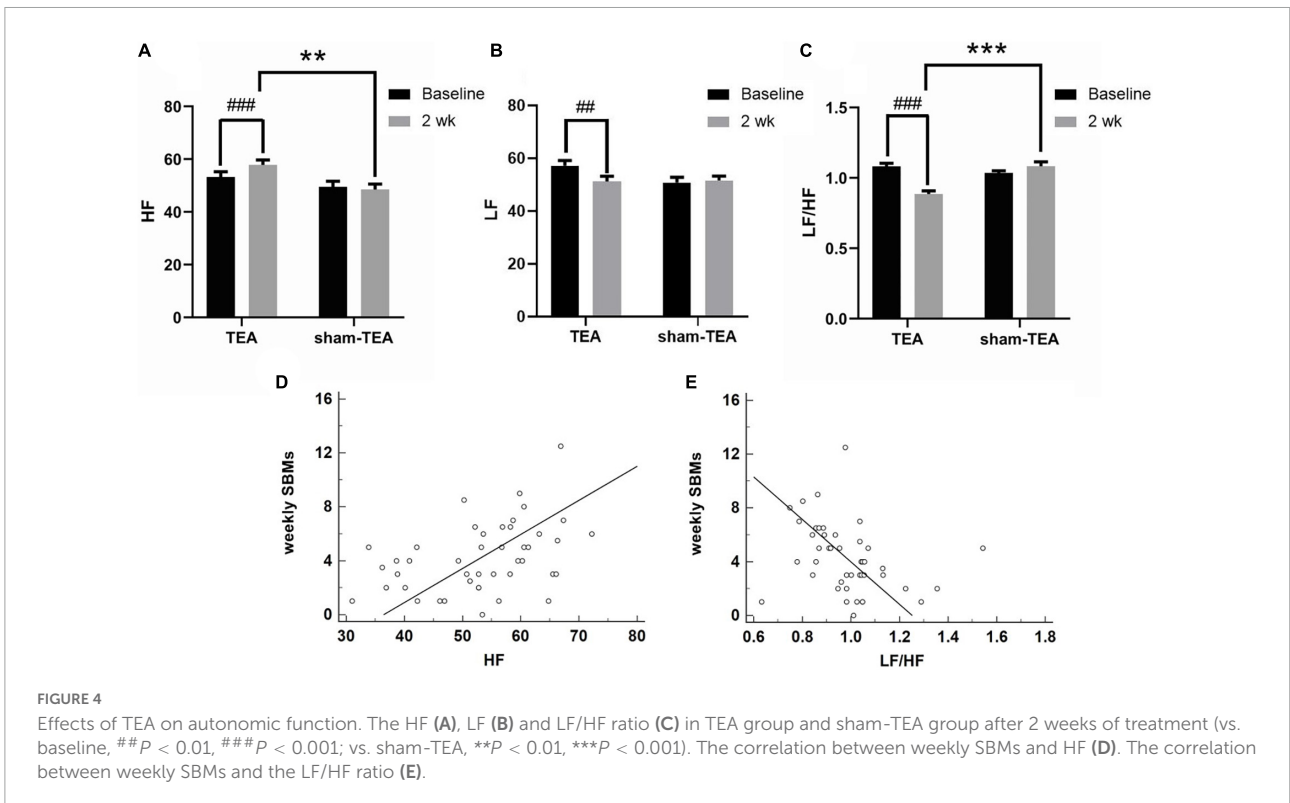 A
**
Baseline
2 wk
###
HF
80
60
40
20
0
TEA
sham-TEA
B
Baseline
2 wk
##
LF
80
60
40
20
0
TEA
sham-TEA
C
***
Baseline
2 wk
###
LF/HF
1.5
1.0
0.5
0.0
TEA
sham-TEA
D
weekly SBMs
16
12
8
4
0
30 40 50 60 70 80
HF
E
weekly SBMs
16
12
8
4
0
0.6 0.8 1.0 1.2 1.4 1.6 1.8
LF/HF
FIGURE 4
Effects of TEA on autonomic function. The HF (A), LF (B) and LF/HF ratio (C) in TEA group and sham-TEA group after 2 weeks of treatment (vs.
baseline, ##P < 0.01, ###P < 0.001; vs. sham-TEA, **P < 0.01, ***P < 0.001). The correlation between weekly SBMs and HF (D). The correlation
between weekly SBMs and the LF/HF ratio (E).